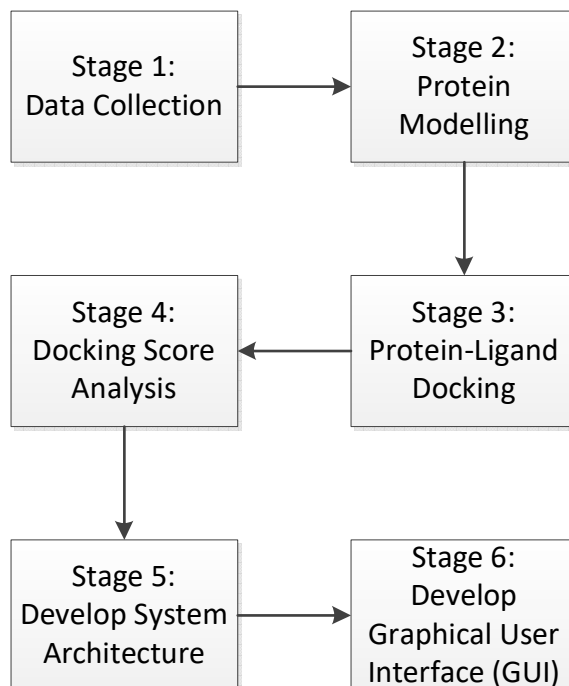 Stage 1:
Data Collection
Stage 2:
Protein
Modelling
Stage 3:
Protein-Ligand
Docking
Stage 4:
Docking Score
Analysis
Stage 5:
Develop System
Architecture
Stage 6:
Develop
Graphical User
Interface (GUI)